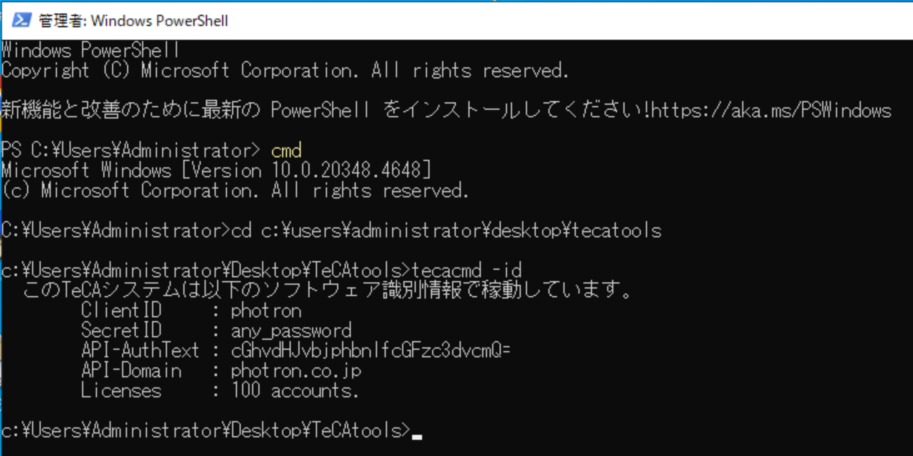 管理者: Windows PowerShell
Windows PowerShell
Copyright (C) Microsoft Corporation. All rights reserved.
新機能と改善のために最新の PowerShell をインストールしてください!https://aka.ms/PSWindows
PS C:¥Users¥Administrator> cmd
Microsoft Windows [Version 10.0.20348.4648]
(c) Microsoft Corporation. All rights reserved.
C:¥Users¥Administrator>cd c:¥users¥administrator¥desktop¥tecatools
c:¥Users¥Administrator¥Desktop¥TeCAtools>tecacmd -id
このTeCAシステムは以下のソフトウェア識別情報で稼動しています。
ClientID : photron
SecretID : any_password
API-AuthText : cGhvdHJvbjphbnlfcGFzc3dvcmQ=
API-Domain : photron.co.jp
Licenses : 100 accounts.
c:¥Users¥Administrator¥Desktop¥TeCAtools>